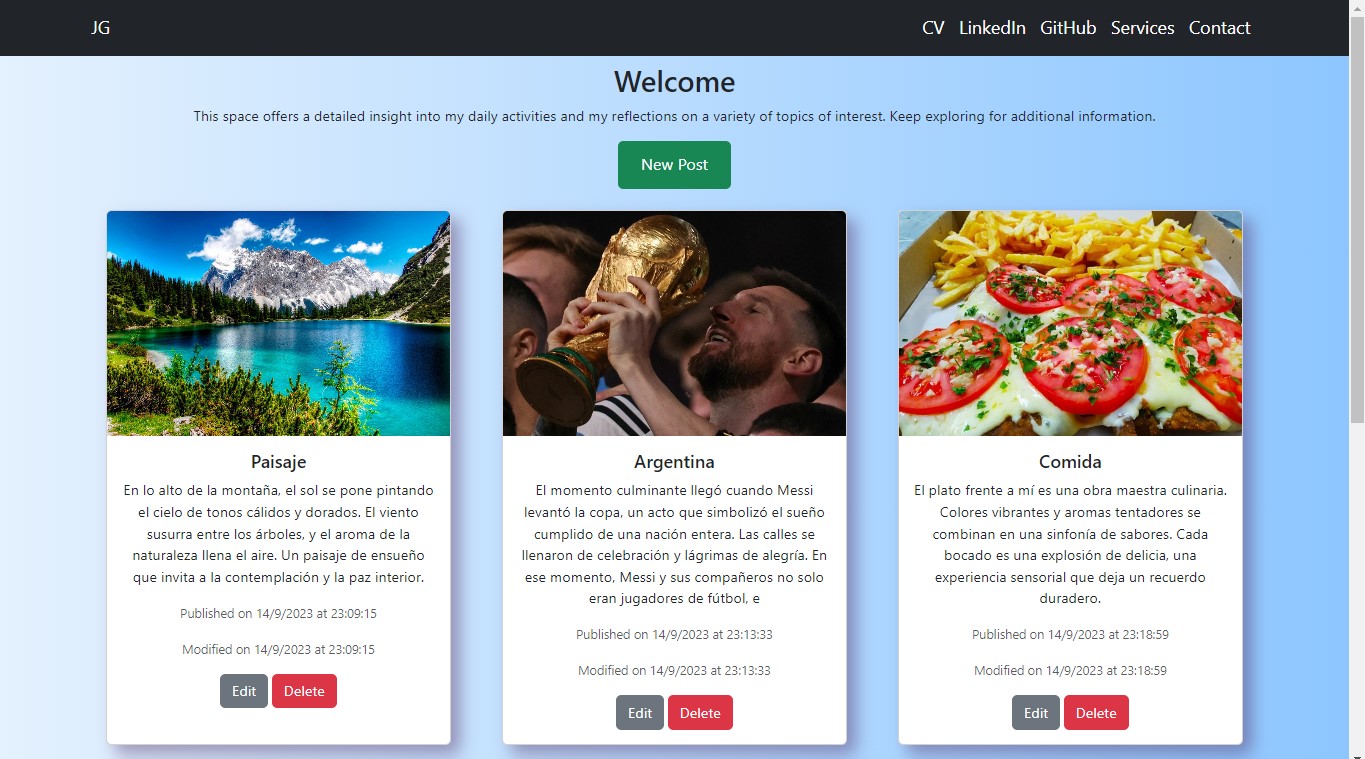 JG
CV LinkedIn GitHub Services Contact
Welcome
This space offers a detailed insight into my daily activities and my reflections on a variety of topics of interest. Keep exploring for additional information.
New Post
Paisaje
En lo alto de la montaña, el sol se pone pintando
el cielo de tonos cálidos y dorados. El viento
susurra entre los árboles, y el aroma de la
naturaleza llena el aire. Un paisaje de ensueño
que invita a la contemplación y la paz interior.
Published on 14/9/2023 at 23:09:15
Modified on 14/9/2023 at 23:09:15
Edit Delete
Argentina
El momento culminante llegó cuando Messi
levantó la copa, un acto que simbolizó el sueño
cumplido de una nación entera. Las calles se
llenaron de celebración y lágrimas de alegría. En
ese momento, Messi y sus compañeros no solo
eran jugadores de fútbol, e
Published on 14/9/2023 at 23:13:33
Modified on 14/9/2023 at 23:13:33
Edit Delete
Comida
El plato frente a mí es una obra maestra culinaria.
Colores vibrantes y aromas tentadores se
combinan en una sinfonía de sabores. Cada
bocado es una explosión de delicia, una
experiencia sensorial que deja un recuerdo
duradero.
Published on 14/9/2023 at 23:18:59
Modified on 14/9/2023 at 23:18:59
Edit Delete